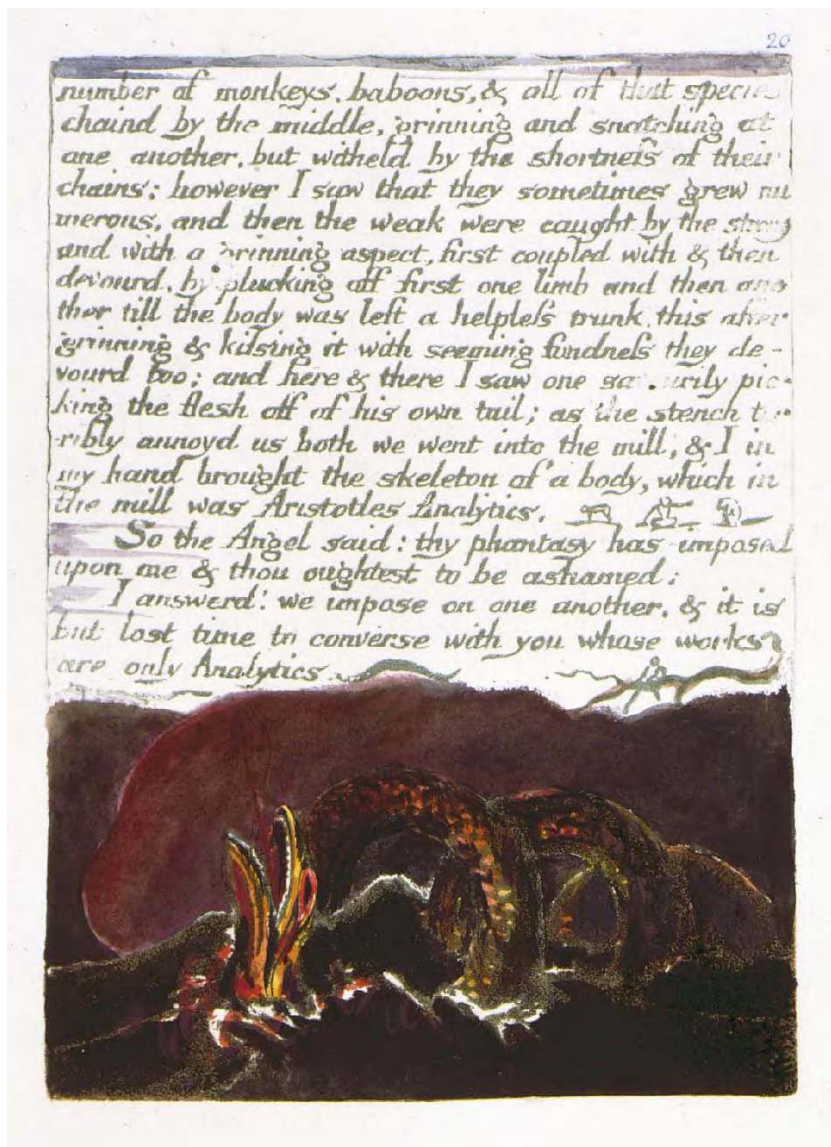 20
number of monkeys, baboons, & all of that species
chaind by the middle, grinning and snatching at
one another, but witheld by the shortness of their
chains: however I saw that they sometimes grew nu
merous, and then the weak were caught by the strong
and with a grinning aspect, first coupled with & then
devourd, by plucking off first one limb and then ano
ther till the body was left a helpless trunk. this after
grinning & kissing it with seeming fondness they de-
vourd too; and here & there I saw one savourily pic-
king the flesh off of his own tail; as the stench ter-
ribly annoyd us both we went into the mill, & I in
my hand brought the skeleton of a body, which in
the mill was Aristotles Analytics.
So the Angel said: thy phantasy has imposed
upon me & thou oughtest to be ashamed:
I answerd: we impose on one another, & it is
but lost time to converse with you whose works
are only Analytics